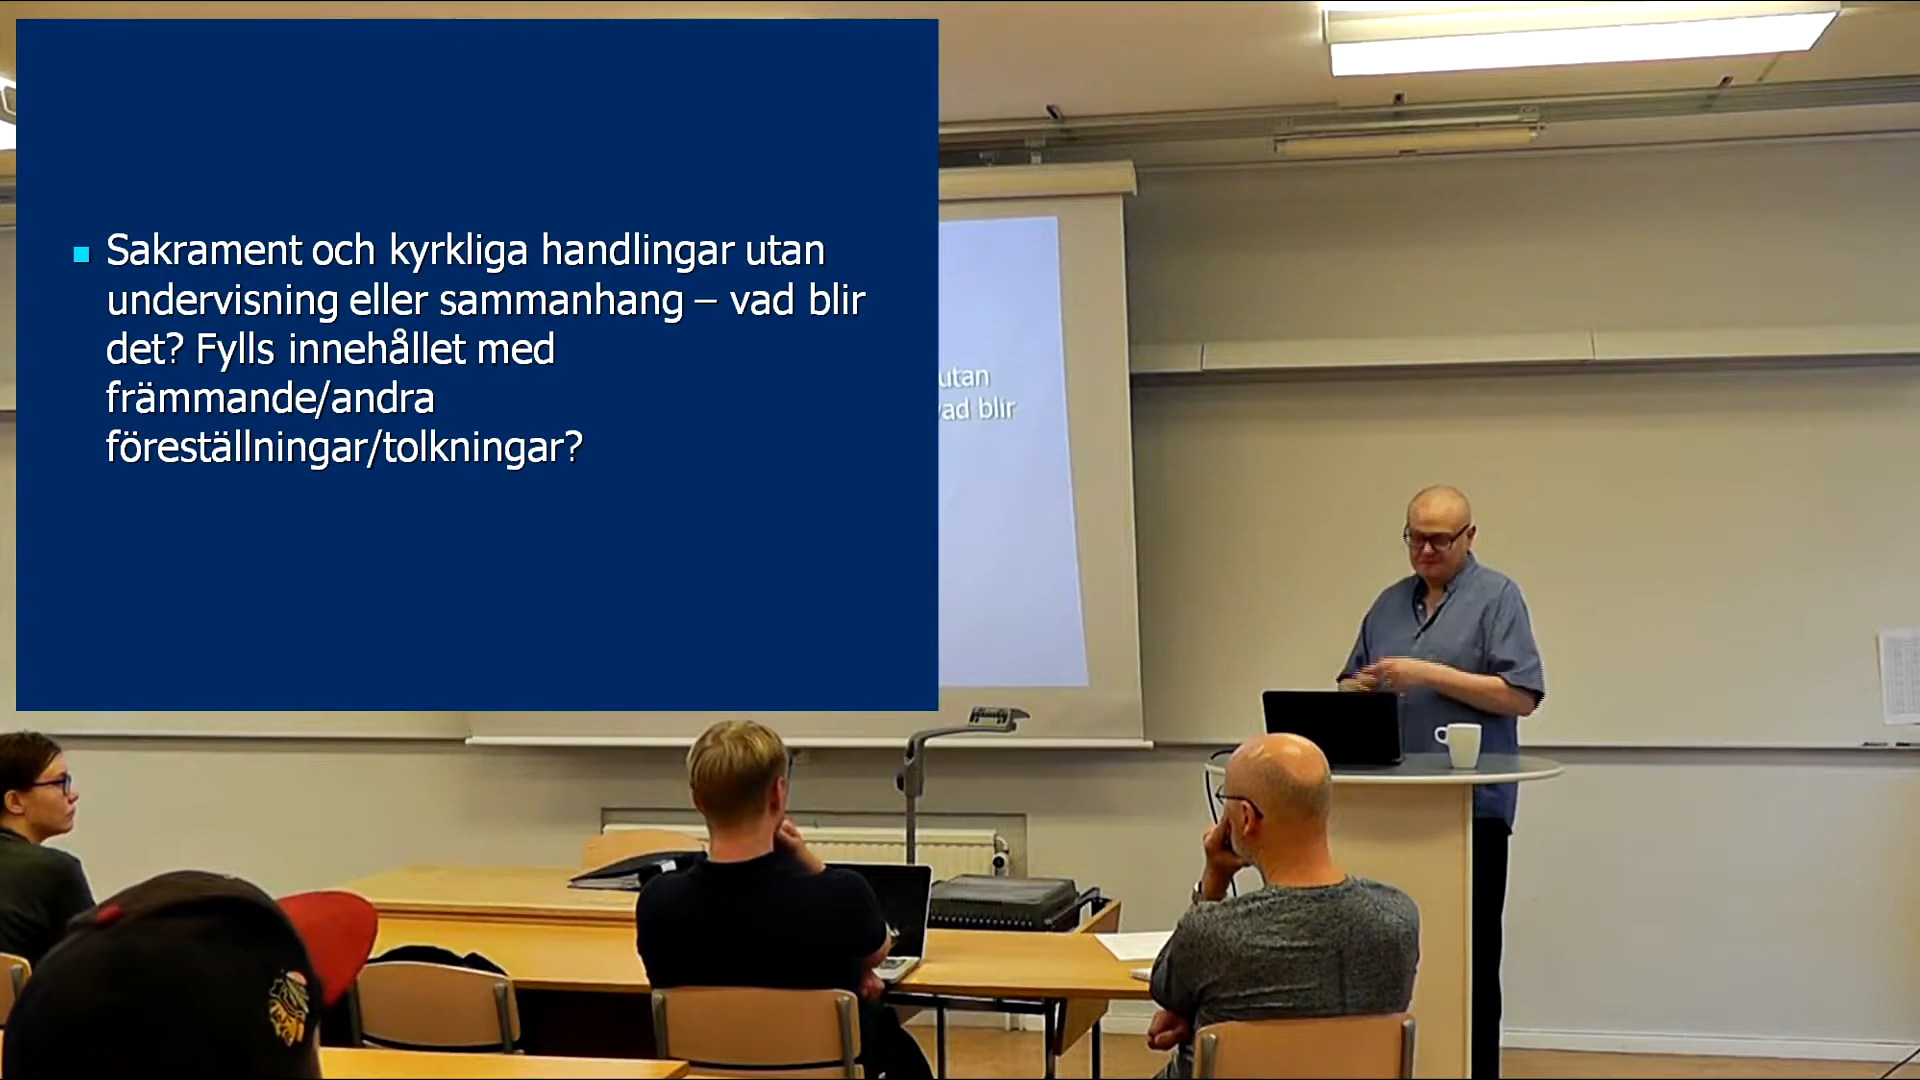 Sakrament och kyrkliga handlingar utan
undervisning eller sammanhang – vad blir
det? Fylls innehållet med
främmande/andra
föreställningar/tolkningar?
utan
vad blir